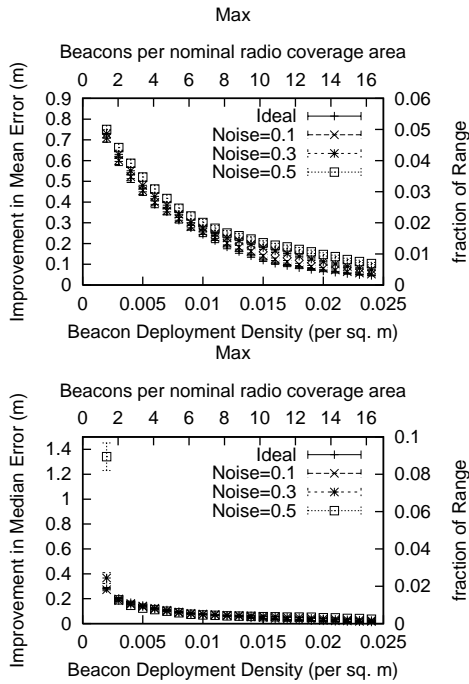 Max
Beacons per nominal radio coverage area
0 2 4 6 8 10 12 14 16
Improvement in Mean Error (m)
0.9
0.8
0.7
0.6
0.5
0.4
0.3
0.2
0.1
0
Ideal
Noise=0.1
Noise=0.3
Noise=0.5
0.06
0.05
0.04
0.03
0.02
0.01
0
fraction of Range
0 0.005 0.01 0.015 0.02 0.025
Beacon Deployment Density (per sq. m)
Max
Beacons per nominal radio coverage area
0 2 4 6 8 10 12 14 16
Improvement in Median Error (m)
1.4
1.2
1
0.8
0.6
0.4
0.2
0
Ideal
Noise=0.1
Noise=0.3
Noise=0.5
0.1
0.08
0.06
0.04
0.02
0
fraction of Range
0 0.005 0.01 0.015 0.02 0.025
Beacon Deployment Density (per sq. m)